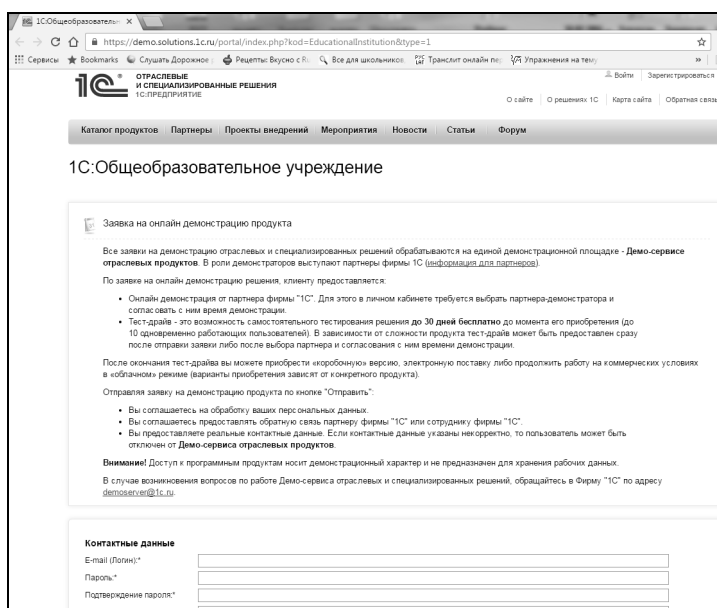 1С:Общеобразовательн
https://demo.solutions.1c.ru/portal/index.php?kod=EducationalInstitution&type=1
Сервисы Bookmarks Слушать Дорожное Рецепты: Вкусно с Ru Все для школьников, Транслит онлайн пер Упражнения на тему »
Войти Зарегистрироваться
1С ОТРАСЛЕВЫЕ
И СПЕЦИАЛИЗИРОВАННЫЕ РЕШЕНИЯ
1С:ПРЕДПРИЯТИЕ
О сайте О решениях 1С Карта сайта Обратная связь
Каталог продуктов Партнеры Проекты внедрений Мероприятия Новости Статьи Форум
1С:Общеобразовательное учреждение
Заявка на онлайн демонстрацию продукта
Все заявки на демонстрацию отраслевых и специализированных решений обрабатываются на единой демонстрационной площадке - Демо-сервисе
отраслевых продуктов. В роли демонстраторов выступают партнеры фирмы 1С (информация для партнеров).
По заявке на онлайн демонстрацию решения, клиенту предоставляется:
• Онлайн демонстрация от партнера фирмы "1С". Для этого в личном кабинете требуется выбрать партнера-демонстратора и
согласовать с ним время демонстрации.
• Тест-драйв - это возможность самостоятельного тестирования решения до 30 дней бесплатно до момента его приобретения (до
10 одновременно работающих пользователей). В зависимости от сложности продукта тест-драйв может быть предоставлен сразу
после отправки заявки либо после выбора партнера и согласования с ним времени демонстрации.
После окончания тест-драйва вы можете приобрести «коробочную» версию, электронную поставку либо продолжить работу на коммерческих условиях
в «облачном» режиме (варианты приобретения зависят от конкретного продукта).
Отправляя заявку на демонстрацию продукта по кнопке "Отправить":
• Вы соглашаетесь на обработку ваших персональных данных.
• Вы соглашаетесь предоставлять обратную связь партнеру фирмы "1С" или сотруднику фирмы "1С".
• Вы предоставляете реальные контактные данные. Если контактные данные указаны некорректно, то пользователь может быть
отключен от Демо-сервиса отраслевых продуктов.
Внимание! Доступ к программным продуктам носит демонстрационный характер и не предназначен для хранения рабочих данных.
В случае возникновения вопросов по работе Демо-сервиса отраслевых и специализированных решений, обращайтесь в Фирму "1С" по адресу
demoserver@1c.ru.
Контактные данные
E-mail (Логин):*
Пароль:*
Подтверждение пароля:*